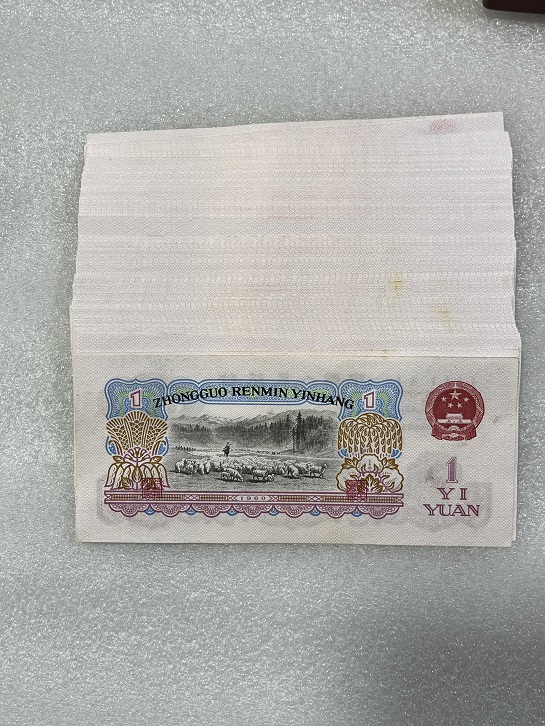 ZHONGGUO RENMIN YINHANG
1 1
1960
1
YI
YUAN